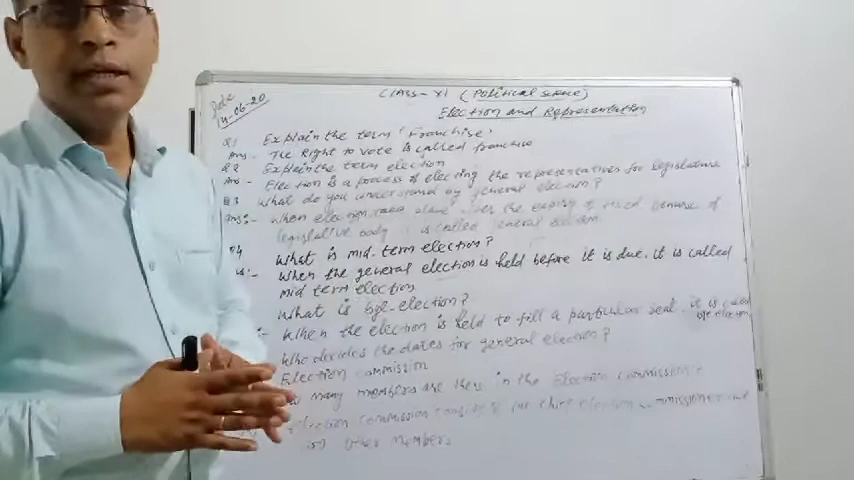 Date
14-06-20
CLASS-XI (Political science)
Election and Representation
Q1 Explain the term 'Franchise'
Ans- The Right to vote is called franchise
Q2 Explain the term election
Ans- Election is a process of electing the representatives for legislature
Q3 What do you understand by general election?
Ans:- When election takes place after the expiry of fixed tenure of
legislative body, it is called general election
Q4 What is mid-term election?
When the general election is held before it is due, it is called
mid term election
What is bye-election?
When the election is held to fill a particular seat, it is called
bye election
Who decides the dates for general election?
Election commission
many members are there in the Election commission?
Election commission consists of chief election commissioner and
other members